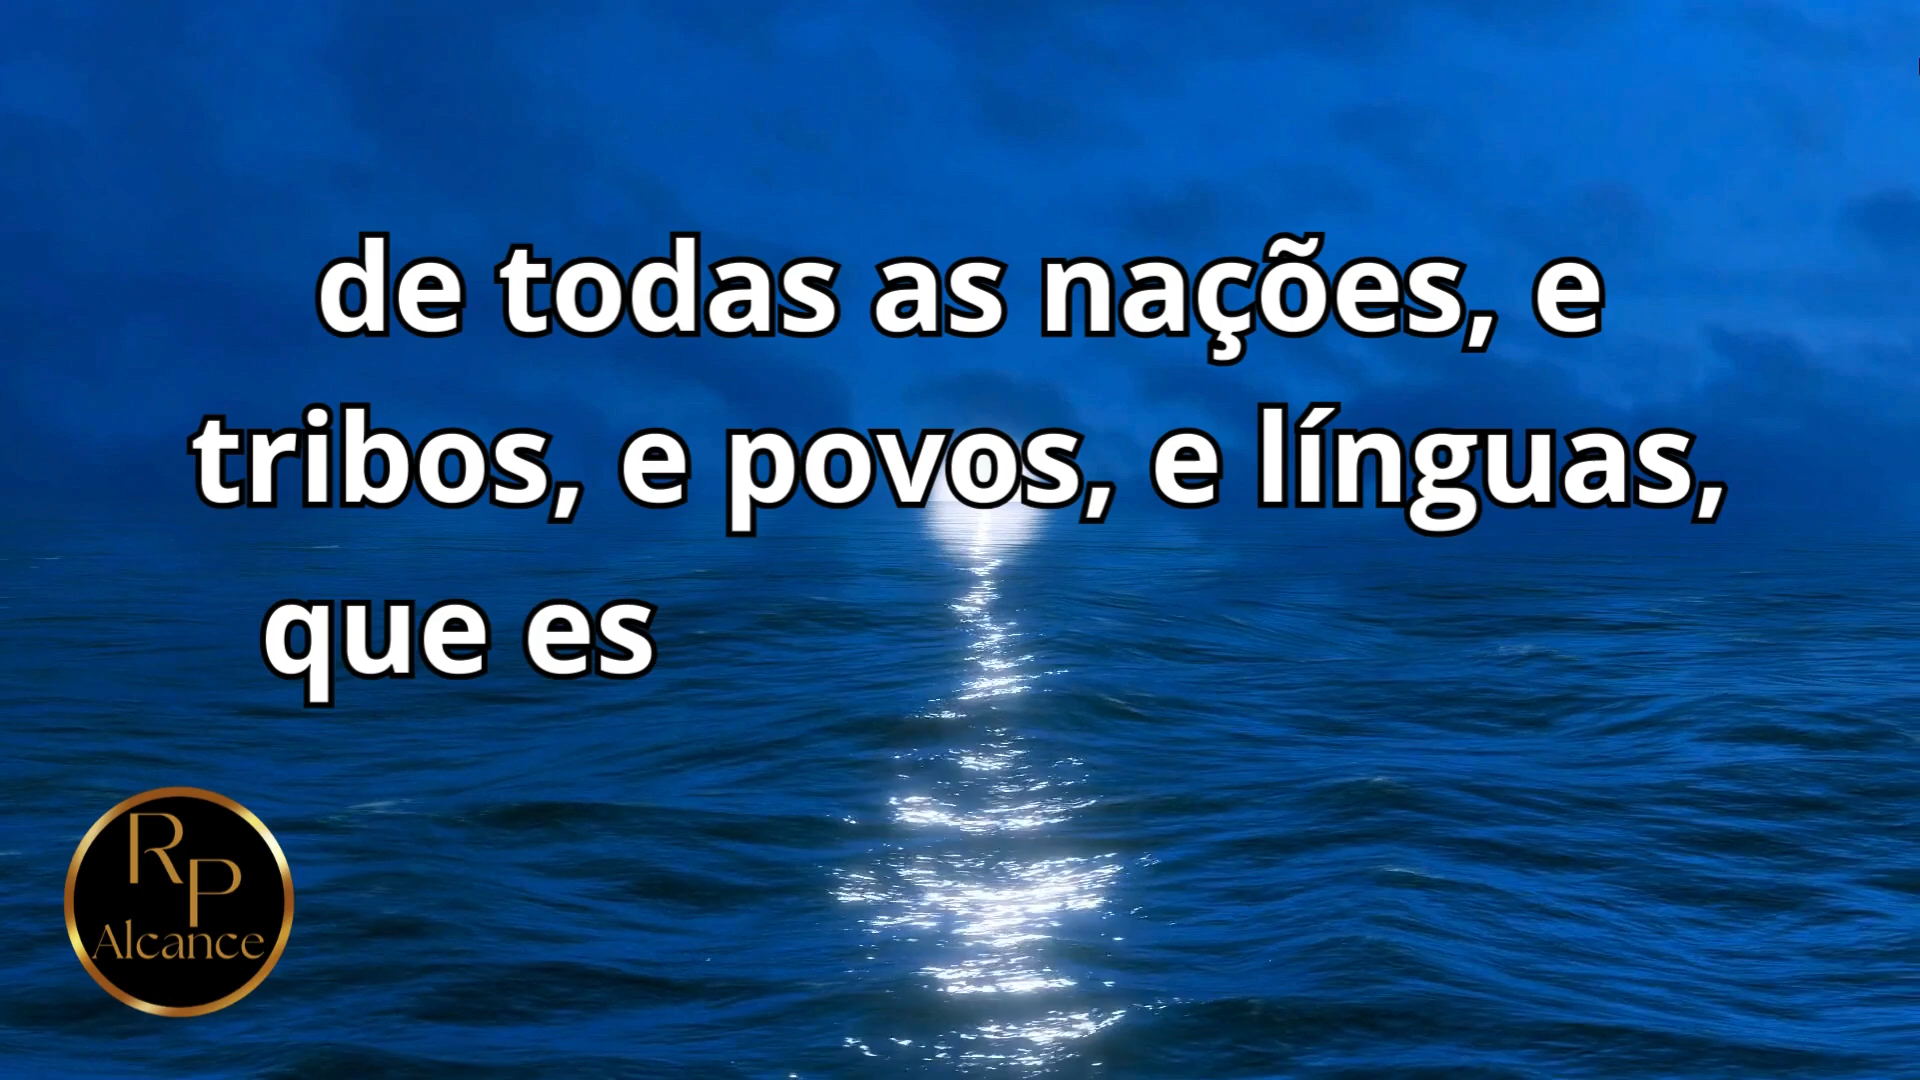 de todas as nações, e
tribos, e povos, e línguas,
que es
RP
Alcance